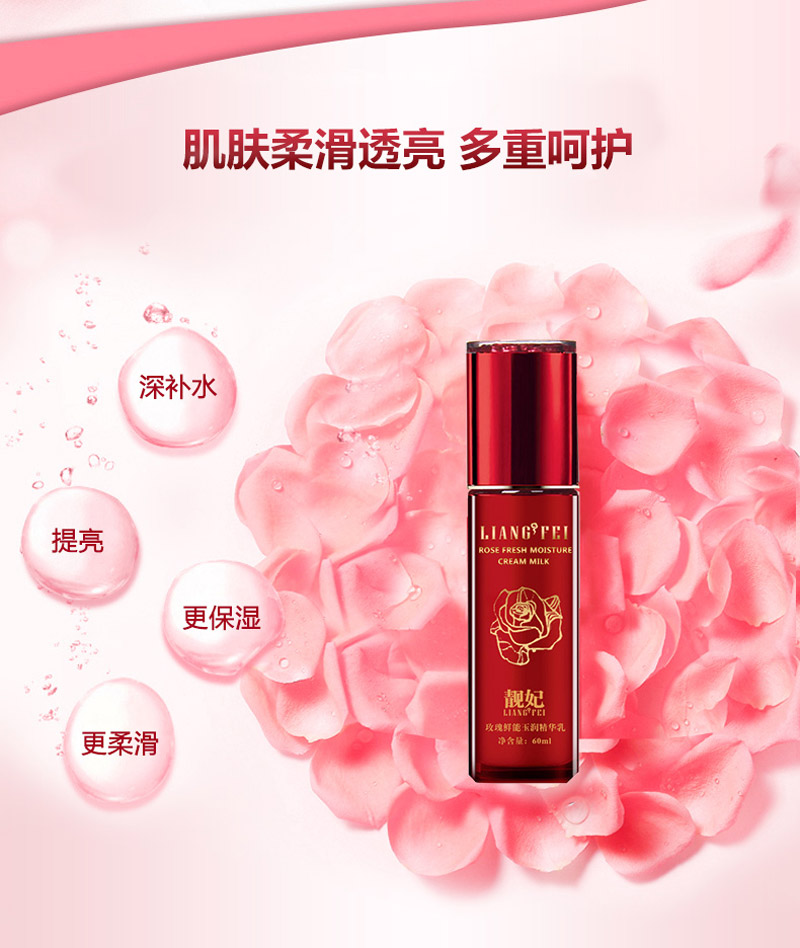 肌肤柔滑透亮 多重呵护
深补水
提亮
更保湿
更柔滑
LIANG FEI
ROSE FRESH MOISTURE
CREAM MILK
靓妃
LIANG FEI
玫瑰鲜能玉润精华乳
净含量：60ml